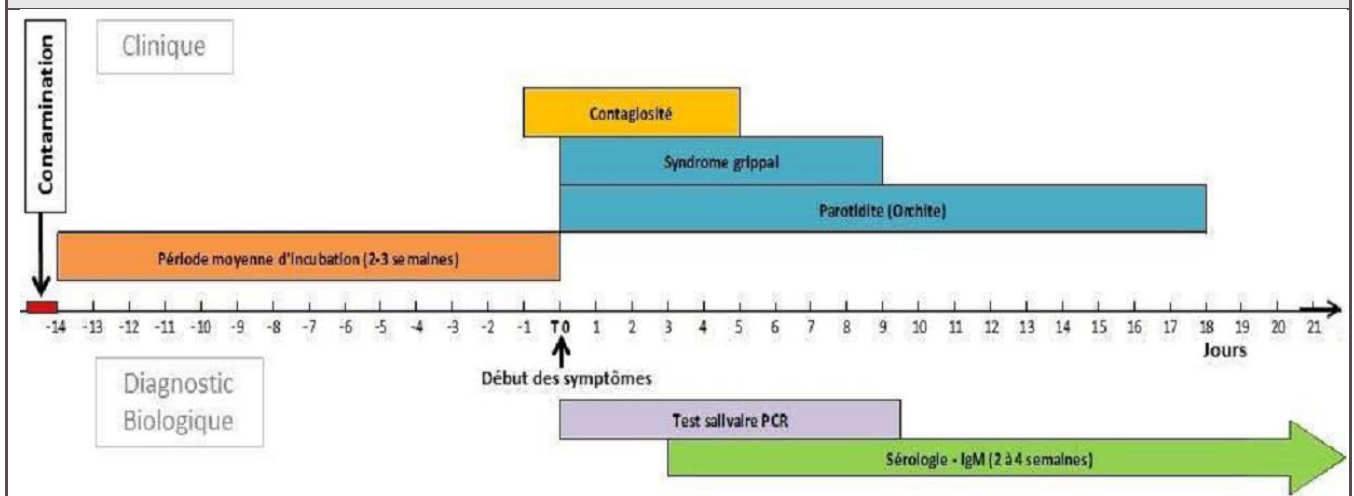 Contamination
Clinique
Contagiosité
Syndrome grippal
Parotidite (Orchite)
Période moyenne d'incubation (2-3 semaines)
-14 -13 -12 -11 -10 -9 -8 -7 -6 -5 -4 -3 -2 -1 T0 1 2 3 4 5 6 7 8 9 10 11 12 13 14 15 16 17 18 19 20 21
Jours
Début des symptômes
Diagnostic
Biologique
Test salivaire PCR
Sérologie - IgM (2 à 4 semaines)